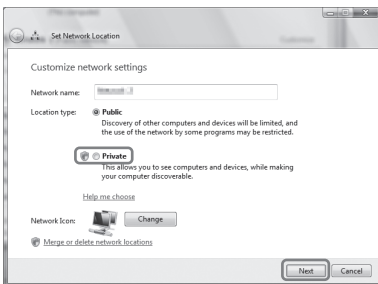 Set Network Location
Customize
Customize network settings
Network name:
Location type:
Public
Discovery of other computers and devices will be limited, and
the use of the network by some programs may be restricted.
Private
This allows you to see computers and devices, while making
your computer discoverable.
Help me choose
Network Icon:
Change
Merge or delete network locations
Next
Cancel